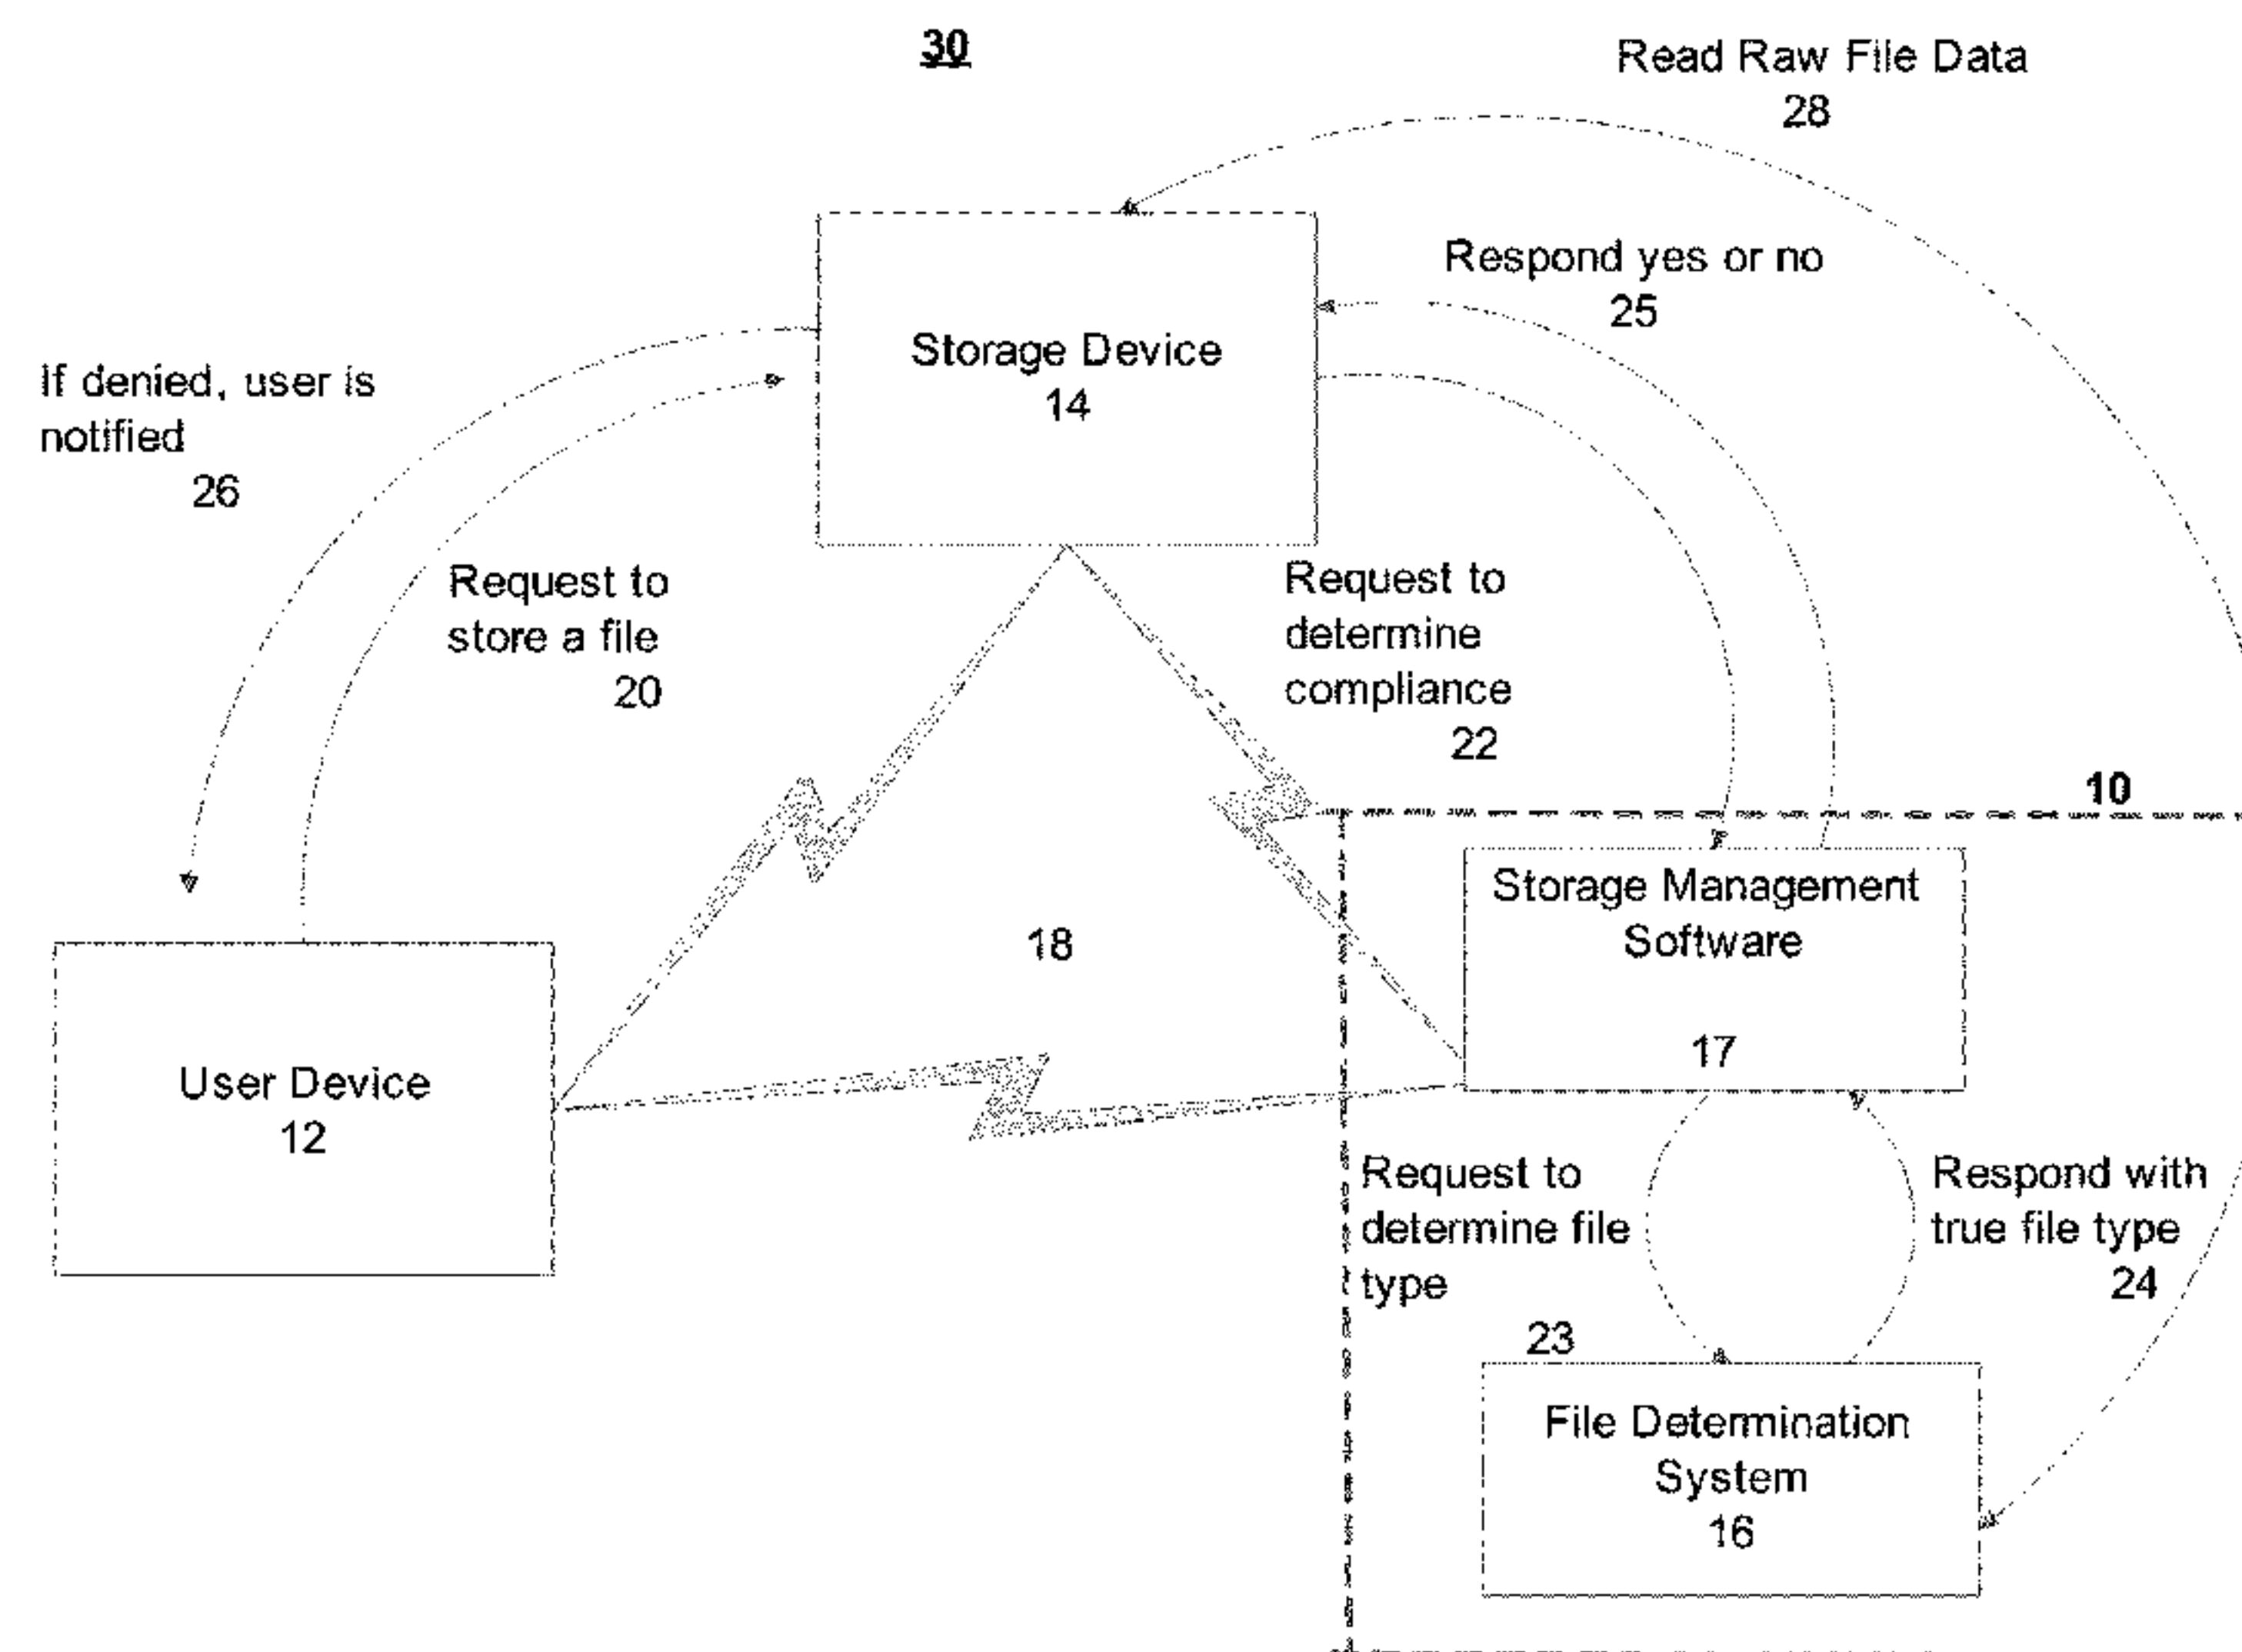 30
Read Raw File Data
28
Respond yes or no
25
Storage Device
14
If denied, user is
notified
26
Request to
store a file
20
Request to
determine
compliance
22
10
Storage Management
Software
17
18
User Device
12
Request to
determine file
type
23
Respond with
true file type
24
File Determination
System
16